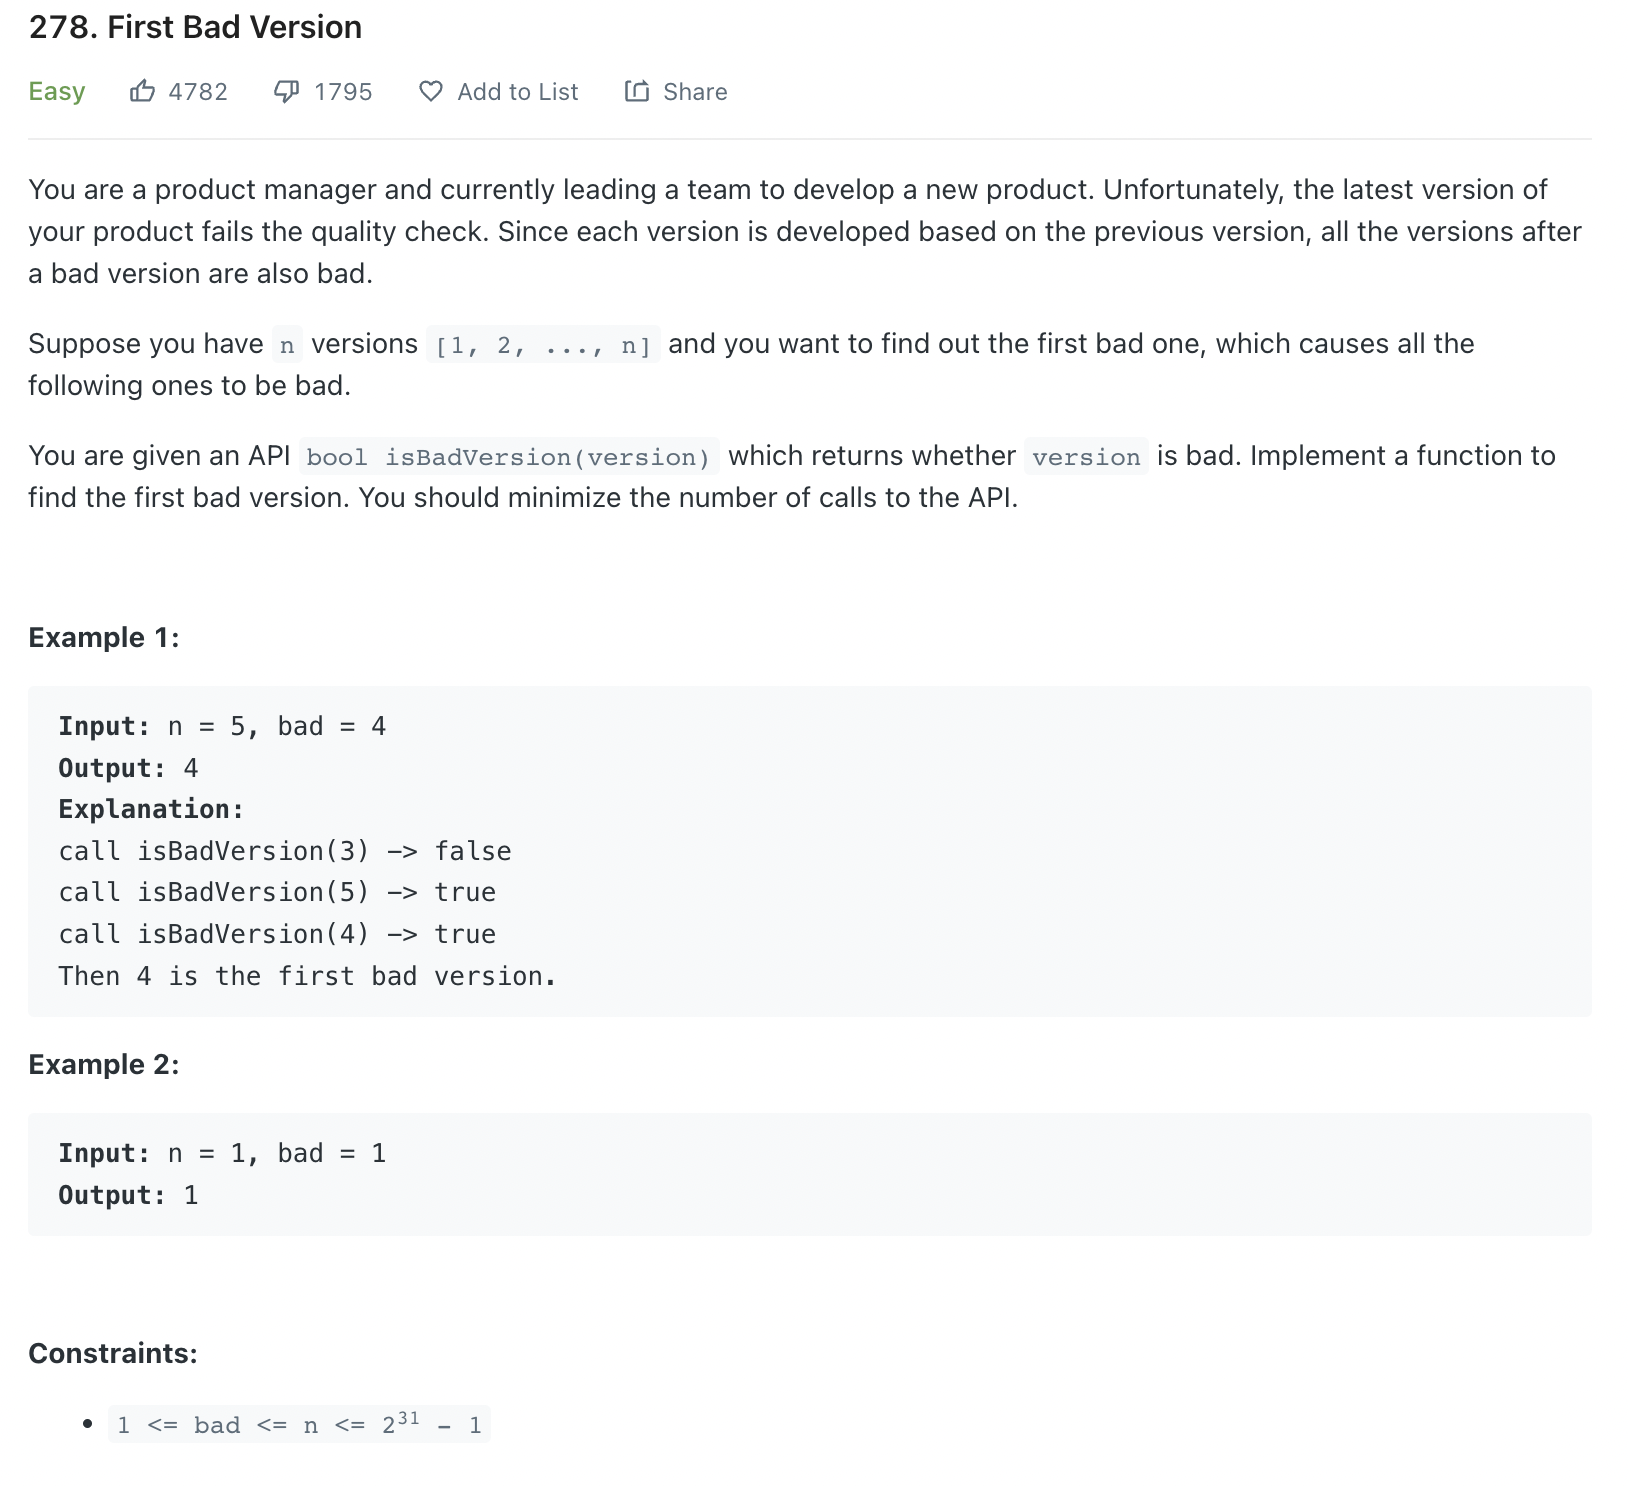 278. First Bad Version
Easy 4782 1795 Add to List Share
You are a product manager and currently leading a team to develop a new product. Unfortunately, the latest version of
your product fails the quality check. Since each version is developed based on the previous version, all the versions after
a bad version are also bad.
Suppose you have n versions [1, 2, ..., n] and you want to find out the first bad one, which causes all the
following ones to be bad.
You are given an API bool isBadVersion(version) which returns whether version is bad. Implement a function to
find the first bad version. You should minimize the number of calls to the API.
Example 1:
Input: n = 5, bad = 4
Output: 4
Explanation:
call isBadVersion(3) -> false
call isBadVersion(5) -> true
call isBadVersion(4) -> true
Then 4 is the first bad version.
Example 2:
Input: n = 1, bad = 1
Output: 1
Constraints:
• 1 <= bad <= n <= 2³¹ - 1